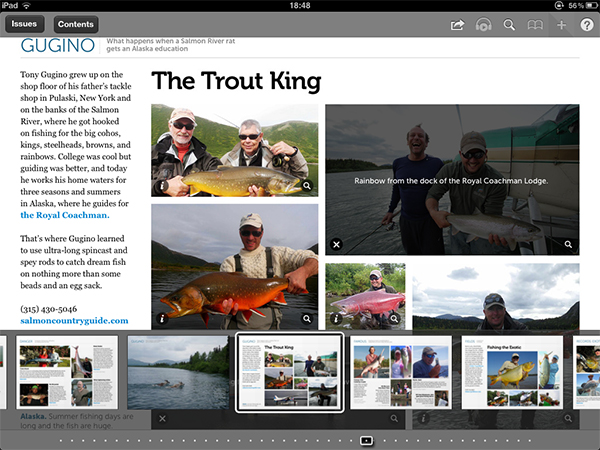 iPad
18:48
56 %
Issues
Contents
GUGINO
What happens when a Salmon River rat
gets an Alaska education
Tony Gugino grew up on the
shop floor of his father's tackle
shop in Pulaski, New York and
on the banks of the Salmon
River, where he got hooked
on fishing for the big cohos,
kings, steelheads, browns, and
rainbows. College was cool but
guiding was better, and today
he works his home waters for
three seasons and summers
in Alaska, where he guides for
the Royal Coachman.
That's where Gugino learned
to use ultra-long spincast and
spey rods to catch dream fish
on nothing more than some
beads and an egg sack.
(315) 430-5046
salmoncountryguide.com
The Trout King
Rainbow from the dock of the Royal Coachman Lodge.
GUGINO
The Trout King
Fishing the Exotic
Alaska. Summer fishing days are
long and the fish are huge.